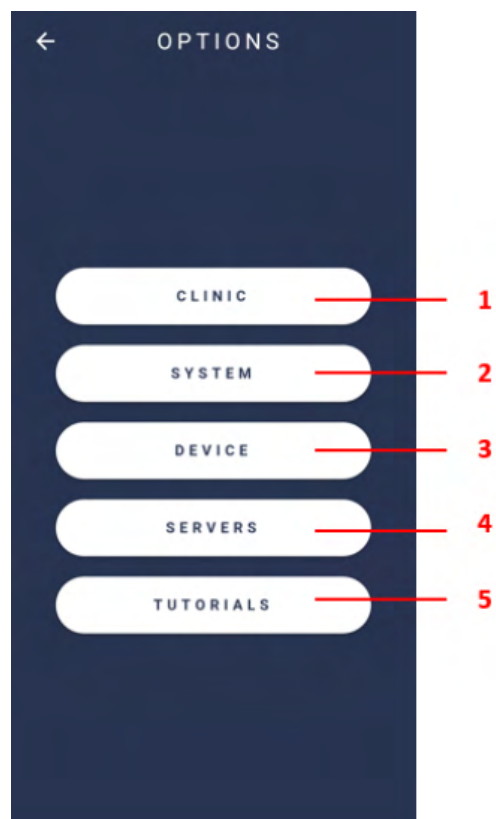 ← OPTIONS
CLINIC 1
SYSTEM 2
DEVICE 3
SERVERS 4
TUTORIALS 5